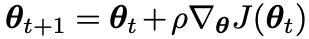 θ_{t+1} = θ_t + ρ∇_θ J(θ_t)